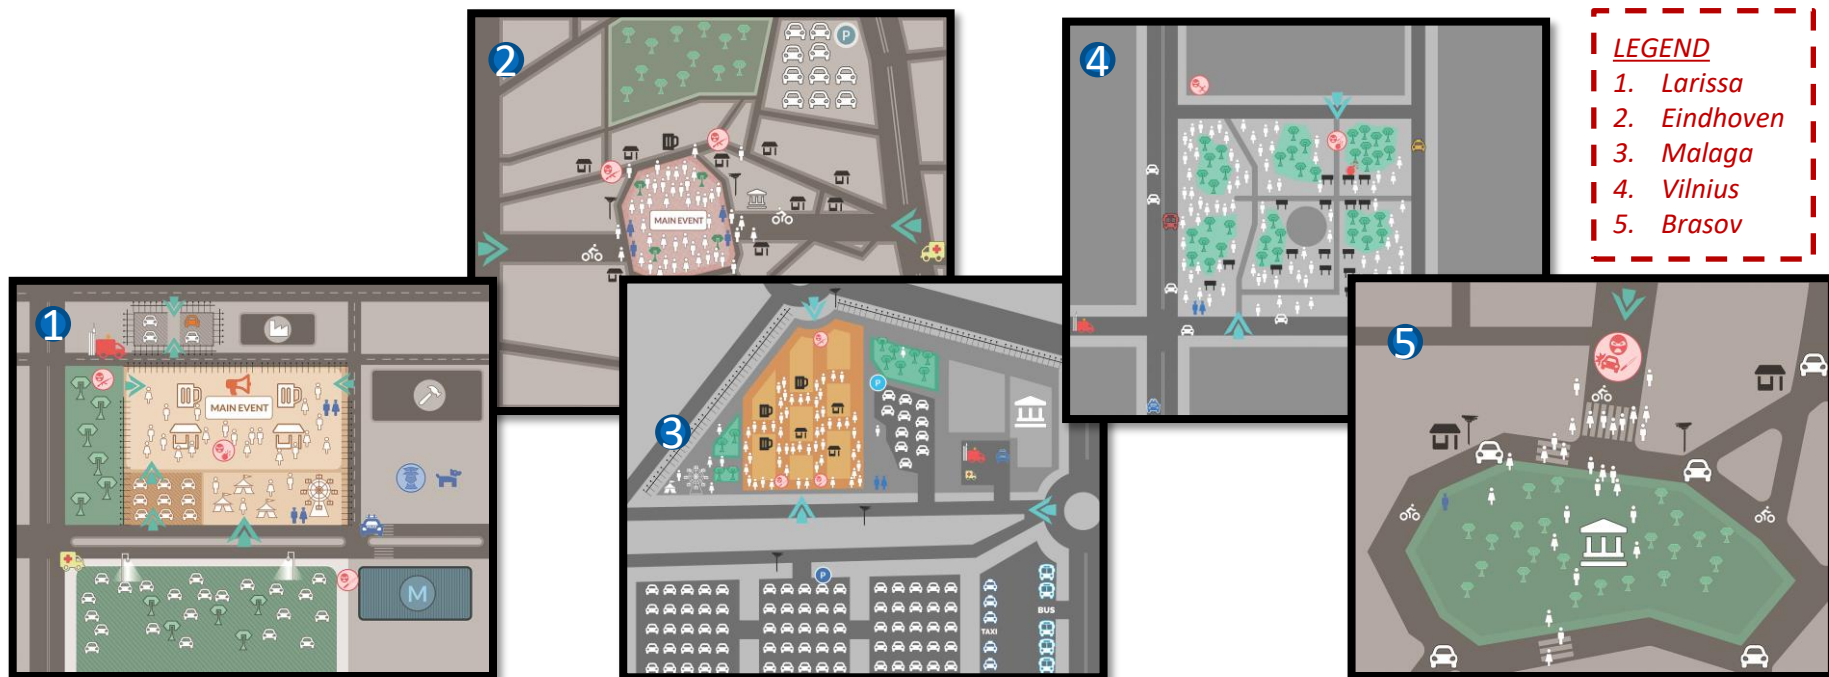 LEGEND
1. Larissa
2. Eindhoven
3. Malaga
4. Vilnius
5. Brasov
2
P
MAIN EVENT
4
1
MAIN EVENT
M
3
P
P
BUS
TAXI
5